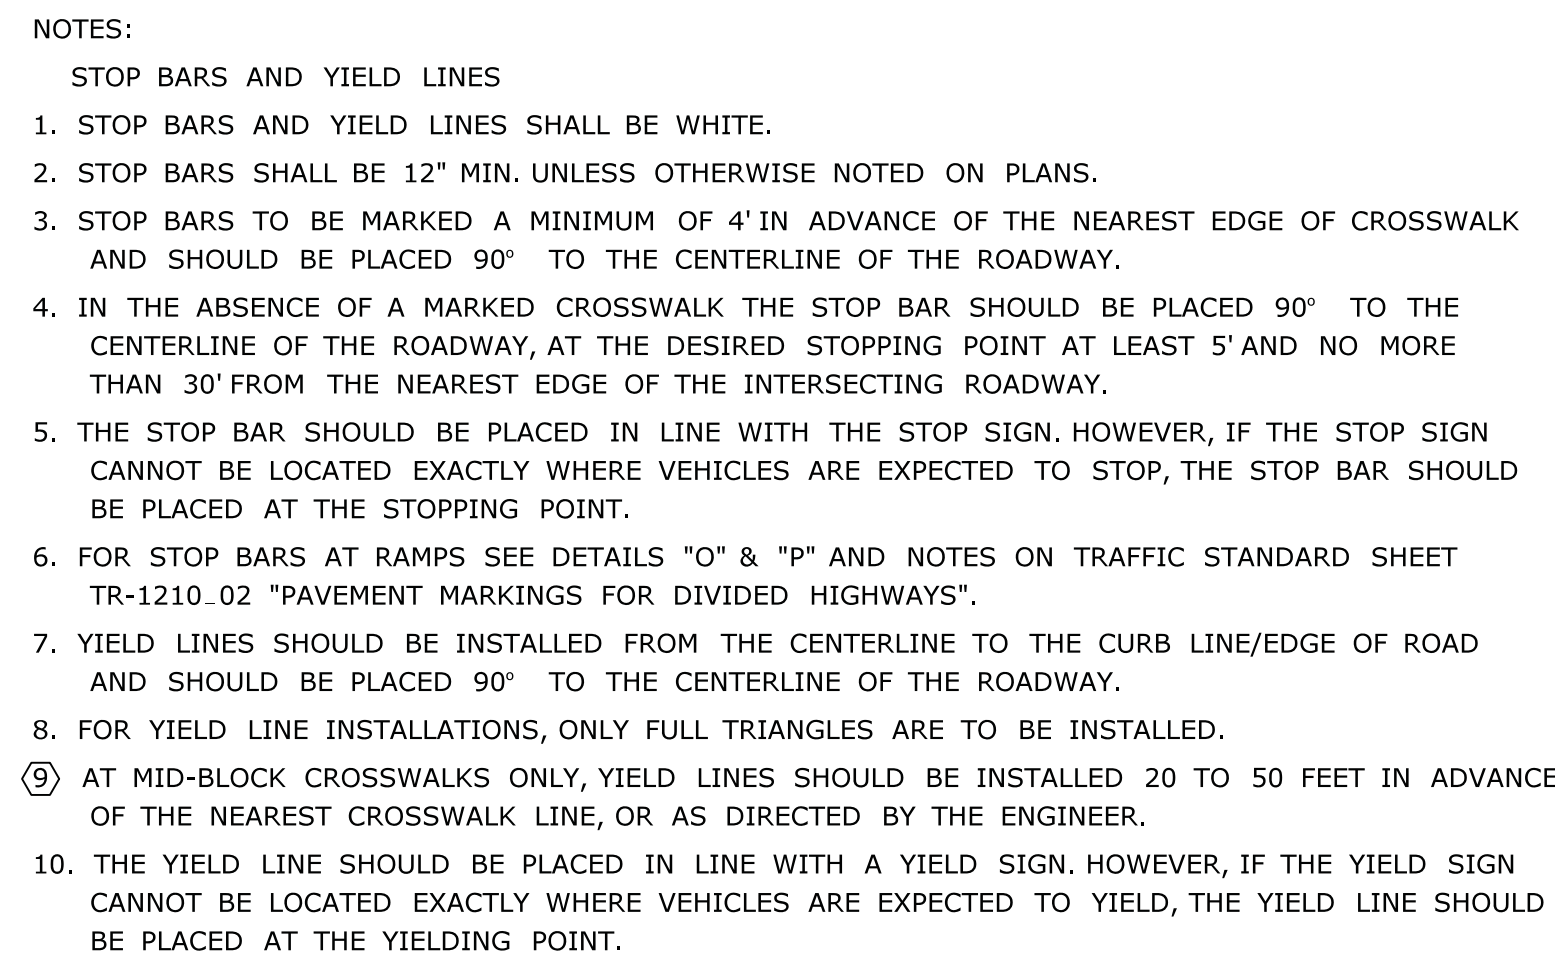 NOTES:
STOP BARS AND YIELD LINES
1. STOP BARS AND YIELD LINES SHALL BE WHITE.
2. STOP BARS SHALL BE 12" MIN. UNLESS OTHERWISE NOTED ON PLANS.
3. STOP BARS TO BE MARKED A MINIMUM OF 4' IN ADVANCE OF THE NEAREST EDGE OF CROSSWALK
AND SHOULD BE PLACED 90° TO THE CENTERLINE OF THE ROADWAY.
4. IN THE ABSENCE OF A MARKED CROSSWALK THE STOP BAR SHOULD BE PLACED 90° TO THE
CENTERLINE OF THE ROADWAY, AT THE DESIRED STOPPING POINT AT LEAST 5' AND NO MORE
THAN 30' FROM THE NEAREST EDGE OF THE INTERSECTING ROADWAY.
5. THE STOP BAR SHOULD BE PLACED IN LINE WITH THE STOP SIGN. HOWEVER, IF THE STOP SIGN
CANNOT BE LOCATED EXACTLY WHERE VEHICLES ARE EXPECTED TO STOP, THE STOP BAR SHOULD
BE PLACED AT THE STOPPING POINT.
6. FOR STOP BARS AT RAMPS SEE DETAILS "O" & "P" AND NOTES ON TRAFFIC STANDARD SHEET
TR-1210_02 "PAVEMENT MARKINGS FOR DIVIDED HIGHWAYS".
7. YIELD LINES SHOULD BE INSTALLED FROM THE CENTERLINE TO THE CURB LINE/EDGE OF ROAD
AND SHOULD BE PLACED 90° TO THE CENTERLINE OF THE ROADWAY.
8. FOR YIELD LINE INSTALLATIONS, ONLY FULL TRIANGLES ARE TO BE INSTALLED.
9 AT MID-BLOCK CROSSWALKS ONLY, YIELD LINES SHOULD BE INSTALLED 20 TO 50 FEET IN ADVANCE
OF THE NEAREST CROSSWALK LINE, OR AS DIRECTED BY THE ENGINEER.
10. THE YIELD LINE SHOULD BE PLACED IN LINE WITH A YIELD SIGN. HOWEVER, IF THE YIELD SIGN
CANNOT BE LOCATED EXACTLY WHERE VEHICLES ARE EXPECTED TO YIELD, THE YIELD LINE SHOULD
BE PLACED AT THE YIELDING POINT.